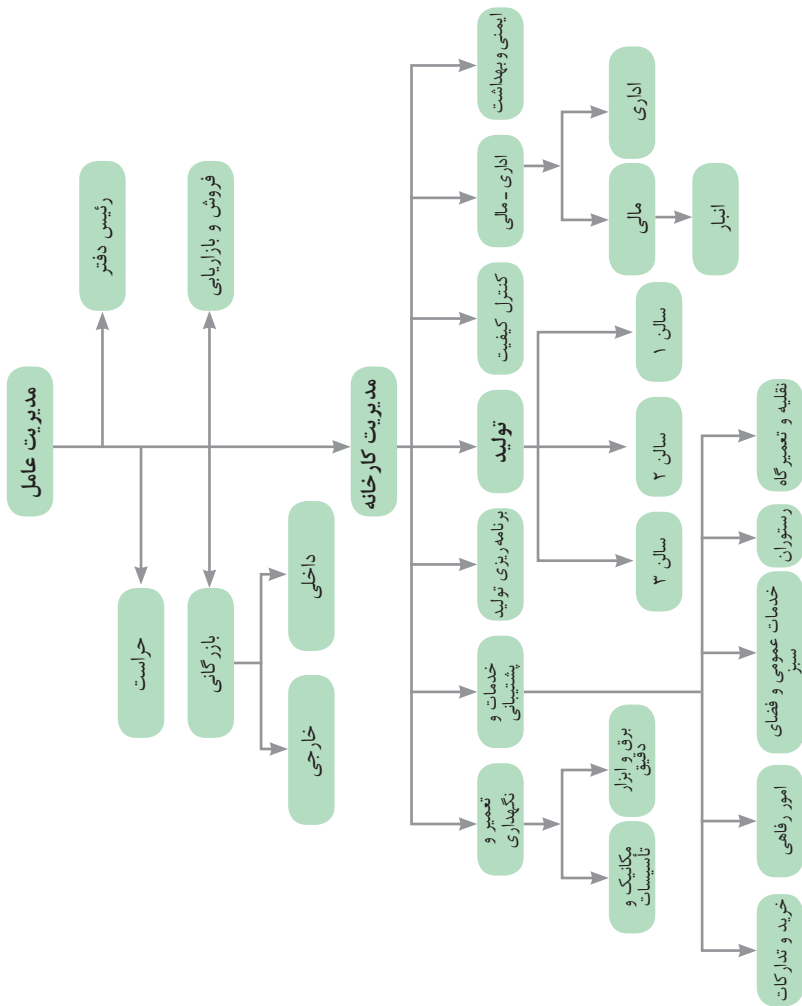 مدیریت عامل
رئیس دفتر
حراست
فروش و بازاریابی
بازرگانی
داخلی
خارجی
مدیریت کارخانه
ایمنی و بهداشت
اداری - مالی
کنترل کیفیت
تولید
برنامه ریزی تولید
خدمات و
پشتیبانی
تعمیر و
نگهداری
اداری
مالی
انبار
سالن ۱
سالن ۲
سالن ۳
برق و ابزار
دقیق
مکانیک و
تأسیسات
نقلیه و تعمیرگاه
رستوران
خدمات عمومی و فضای
سبز
امور رفاهی
خرید و تدارکات